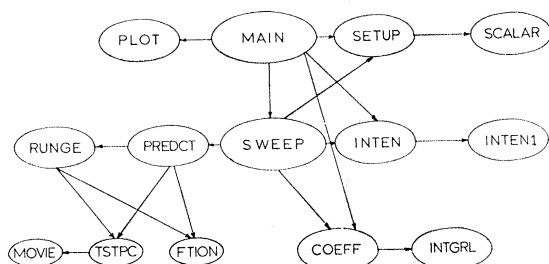 PLOT
MAIN
SETUP
SCALAR
RUNGE
PREDCT
SWEEP
INTEN
INTEN1
MOVIE
TSTPC
FTION
COEFF
INTGRL